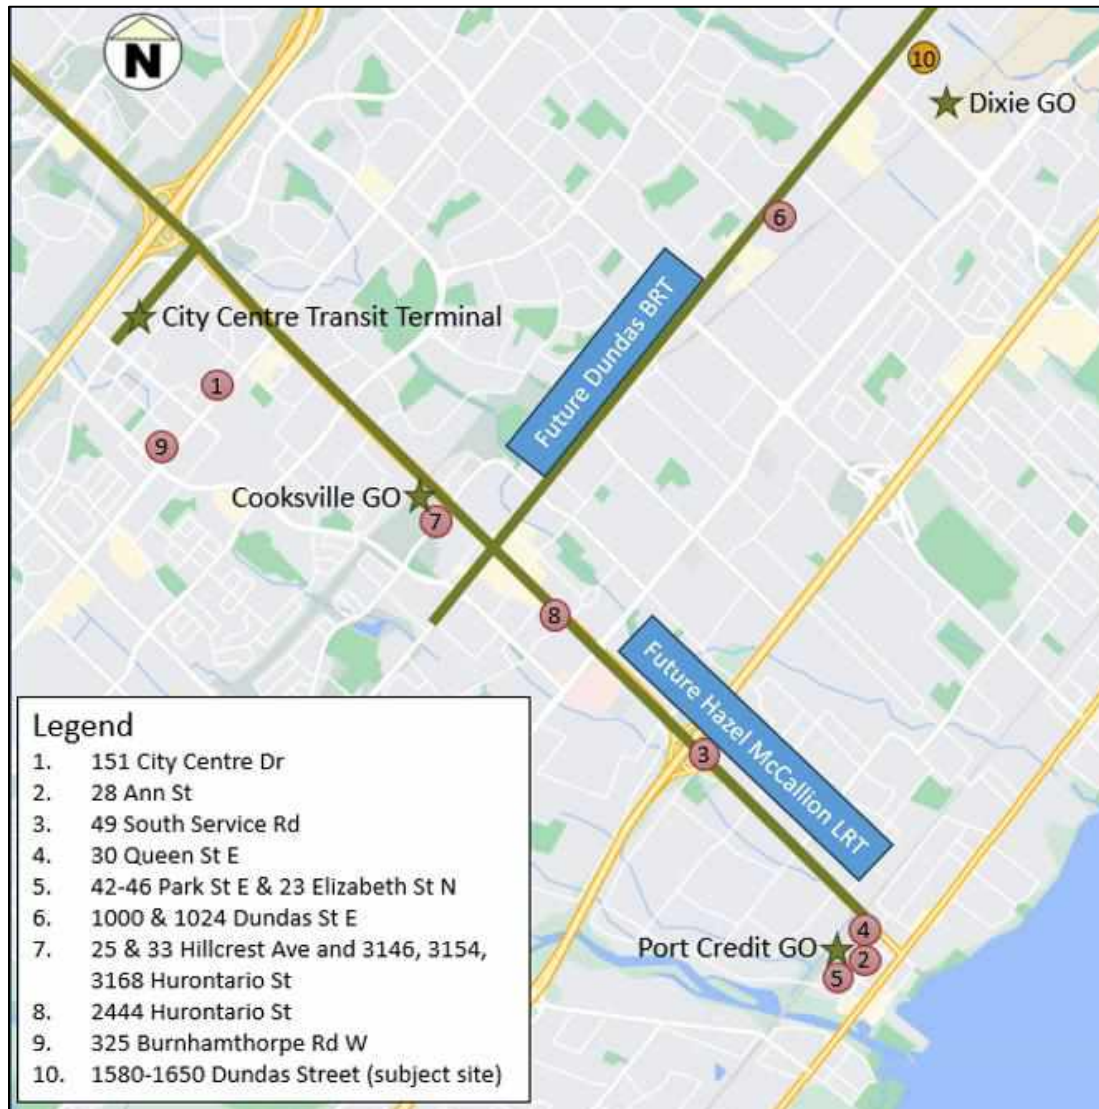 N
10
Dixie GO
6
City Centre Transit Terminal
Future Dundas BRT
1
9
Cooksville GO
7
8
Future Hazel McCallion LRT
3
4
Port Credit GO
2
5
Legend
1. 151 City Centre Dr
2. 28 Ann St
3. 49 South Service Rd
4. 30 Queen St E
5. 42-46 Park St E & 23 Elizabeth St N
6. 1000 & 1024 Dundas St E
7. 25 & 33 Hillcrest Ave and 3146, 3154,
3168 Hurontario St
8. 2444 Hurontario St
9. 325 Burnhamthorpe Rd W
10. 1580-1650 Dundas Street (subject site)